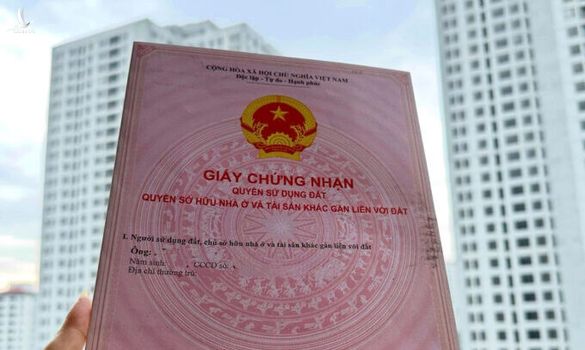 CỘNG HÒA XÃ HỘI CHỦ NGHĨA VIỆT NAM
Độc lập - Tự do - Hạnh phúc
GIẤY CHỨNG NHẬN
QUYỀN SỬ DỤNG ĐẤT
QUYỀN SỞ HỮU NHÀ Ở VÀ TÀI SẢN KHÁC GẮN LIỀN VỚI ĐẤT
I. Người sử dụng đất, chủ sở hữu nhà ở và tài sản khác gắn liền với đất
Ông:
Năm sinh: CCCD số:
Địa chỉ thường trú: